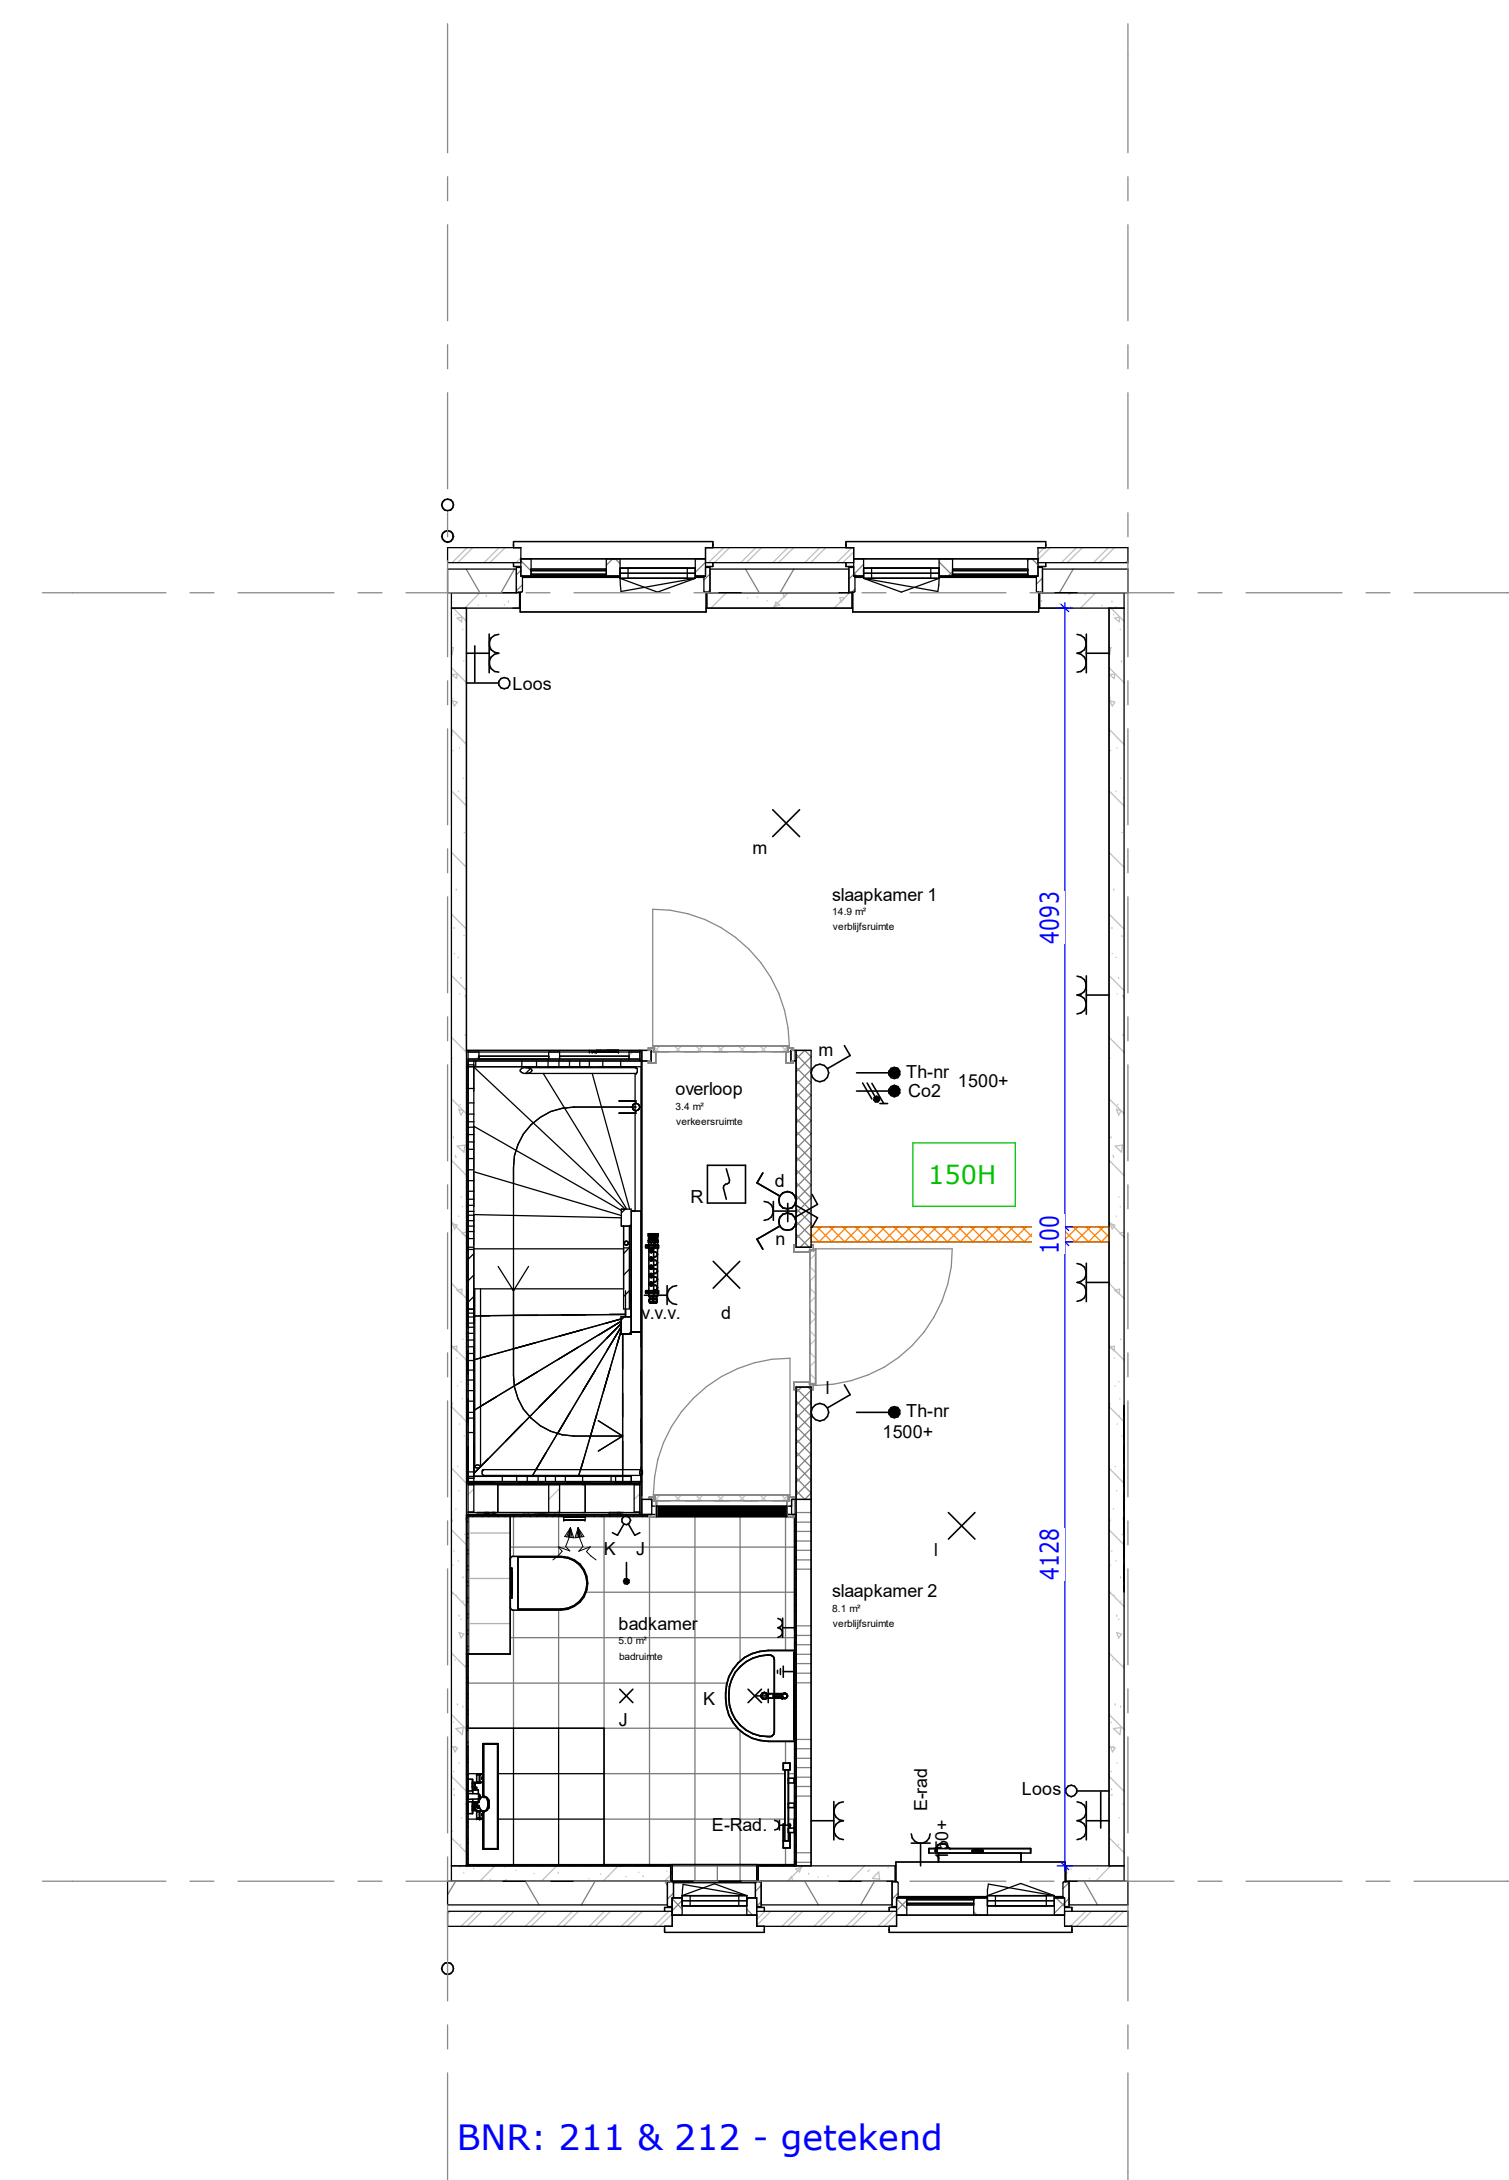 Loos
m
slaapkamer 1
14.9 m²
verblijfsruimte
4093
m
Th-nr
Co2
1500+
overloop
3.4 m²
verkeersruimte
150H
R
d
n
100
v.v.v.
d
l
Th-nr
1500+
K
J
l
4128
slaapkamer 2
8.1 m²
verblijfsruimte
badkamer
5.0 m²
badruimte
K
J
E-rad
Loos
E-Rad.
BNR: 211 & 212 - getekend